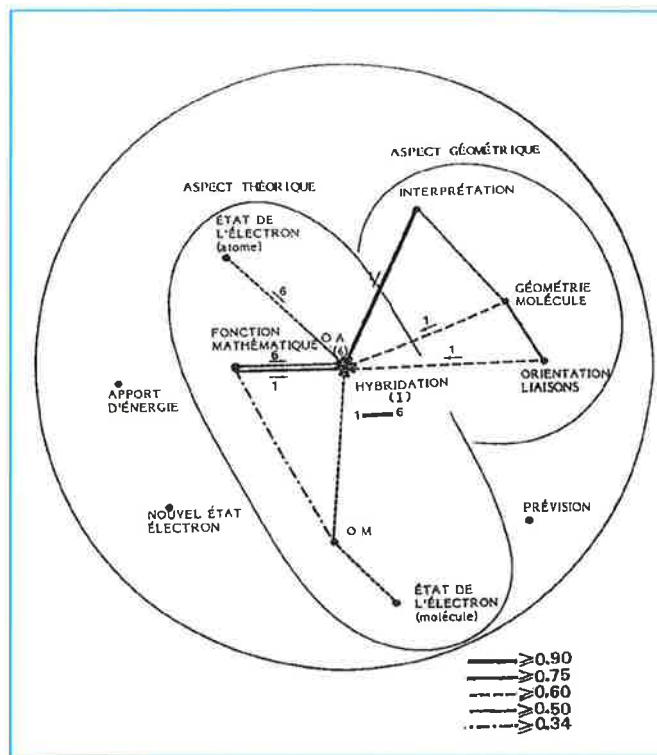 ASPECT GÉOMÉTRIQUE
ASPECT THÉORIQUE
INTERPRÉTATION
ÉTAT DE
L'ÉLECTRON
(atome)
6
1
GÉOMÉTRIE
MOLÉCULE
1
FONCTION
MATHÉMATIQUE
O A
(6)
6
1
1
HYBRIDATION
(1)
1 6
ORIENTATION
LIAISONS
APPORT
D'ÉNERGIE
NOUVEL ÉTAT
ÉLECTRON
PRÉVISION
O M
ÉTAT DE
L'ÉLECTRON
(molécule)
⩾0.90
⩾0.75
⩾0.60
⩾0.50
⩾0.34